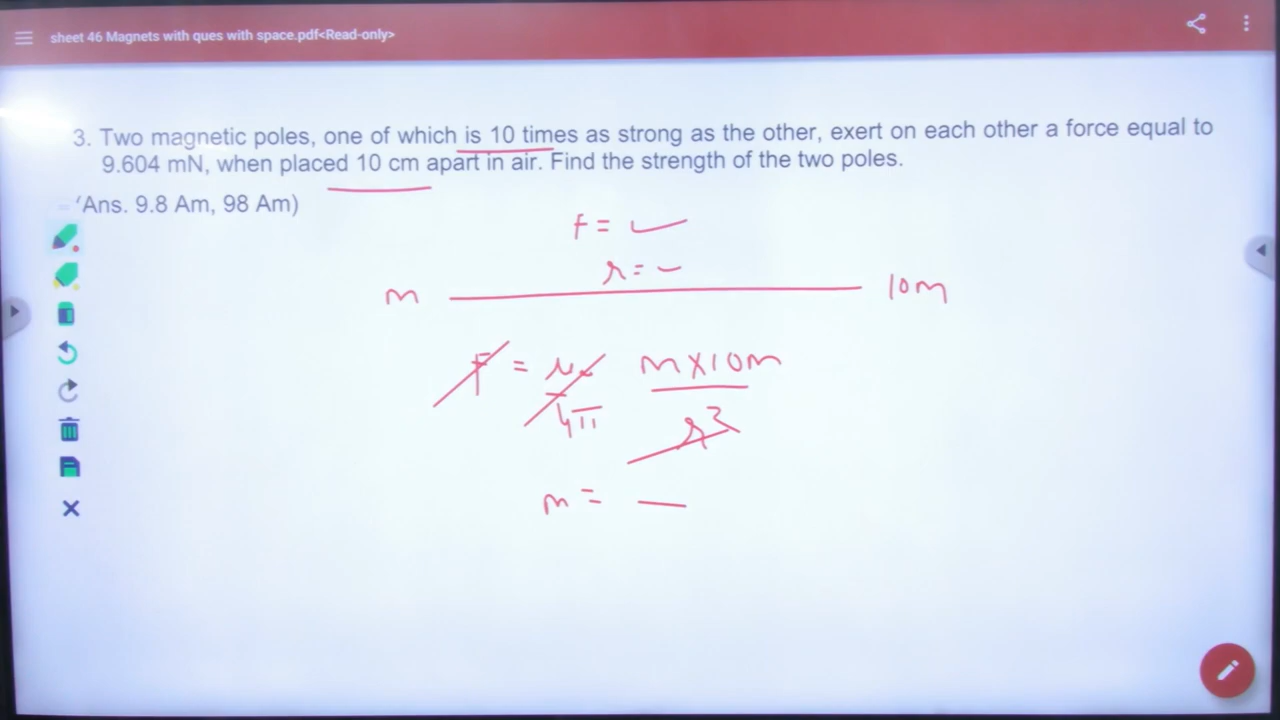 sheet 46 Magnets with ques with space.pdf<Read-only>
3. Two magnetic poles, one of which is 10 times as strong as the other, exert on each other a force equal to
9.604 mN, when placed 10 cm apart in air. Find the strength of the two poles.
Ans. 9.8 Am, 98 Am)
f = ✓
r = ✓
m 10m
F = μ₀ m×10m
4π r²
m = —